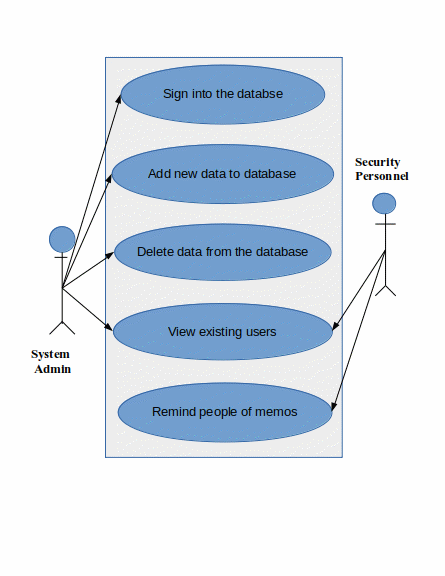 Sign into the databse
Security
Personnel
Add new data to database
Delete data from the database
View existing users
System
Admin
Remind people of memos